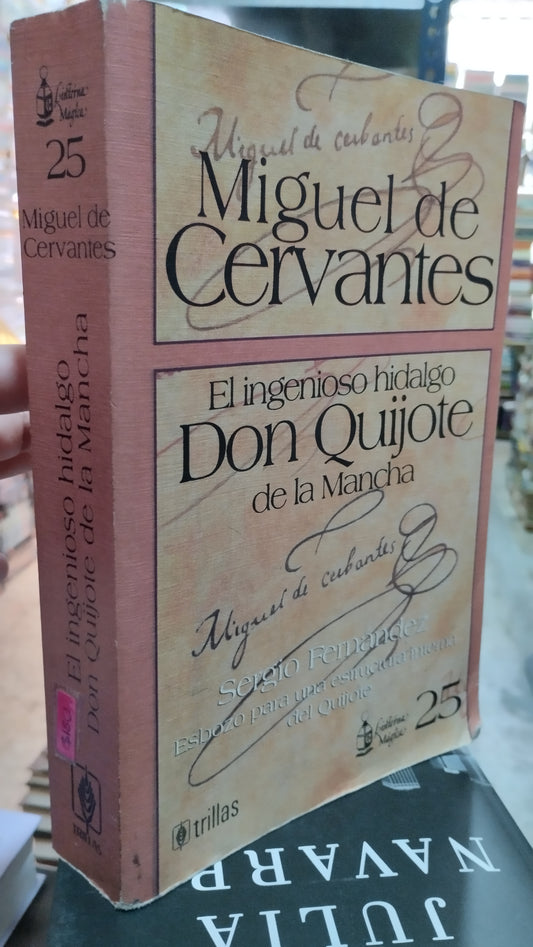 Linterna
Mágica
25
Miguel de
Cervantes
El ingenioso hidalgo
Don Quijote de la Mancha
TRILLAS
Miguel de cerbantes
Miguel de
Cervantes
El ingenioso hidalgo
Don Quijote
de la Mancha
Miguel de cerbantes
Sergio Fernández
Esbozo para una estructura interna
del Quijote
Linterna
Mágica
25
trillas
JULIA
NAVARR